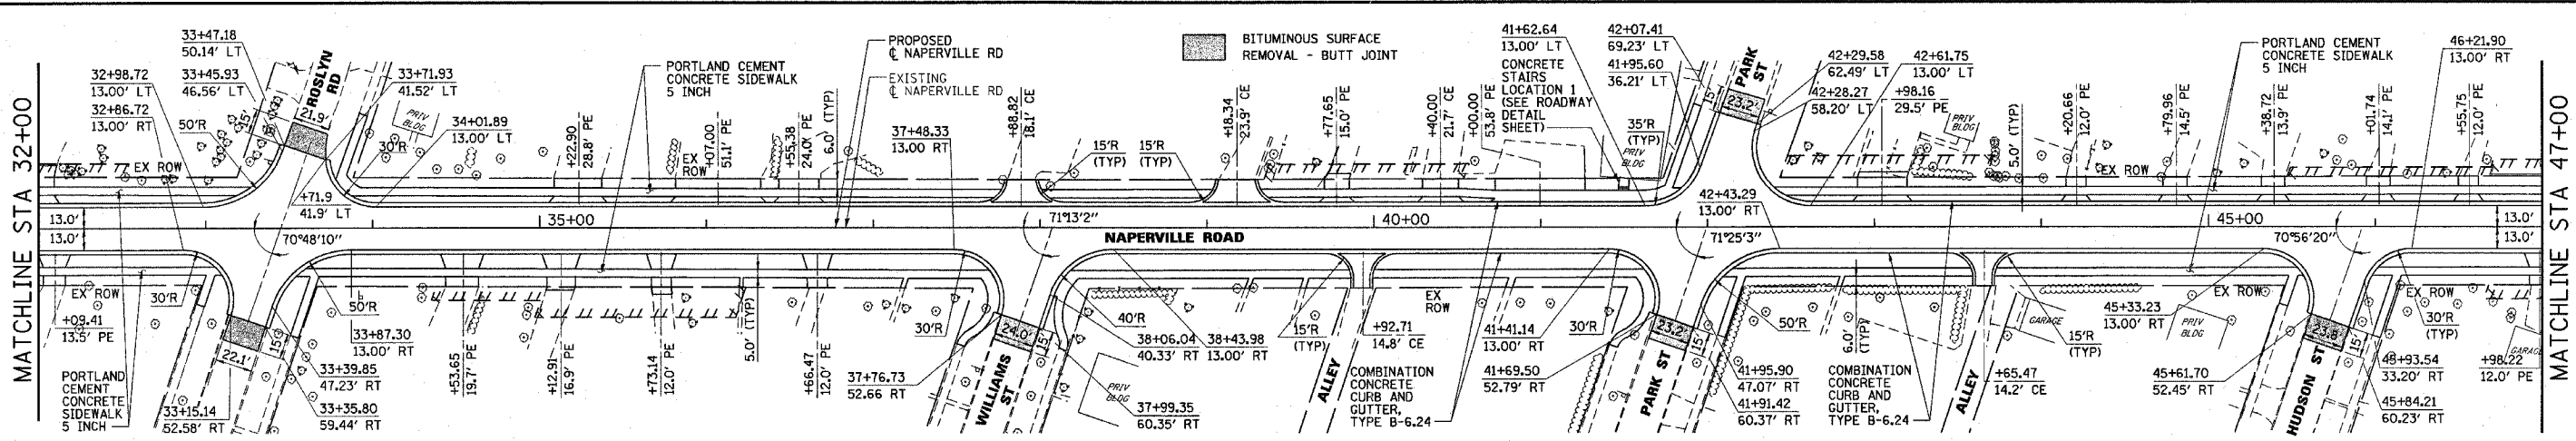 MATCHLINE STA 32+00
33+47.18
50.14' LT
32+98.72
13.00' LT
33+45.93
46.56' LT
32+86.72
13.00' RT
50'R
15'
ROSLYN
RD
21.9'
33+71.93
41.52' LT
PRIV
BLDG
34+01.89
13.00' LT
30'R
EX ROW
+71.9
41.9' LT
13.0'
13.0'
70°48'10"
35+00
+22.90
28.8' PE
PORTLAND CEMENT
CONCRETE SIDEWALK
5 INCH
EX
ROW
+07.00
51.1' PE
+55.38
24.0' PE
6.0' (TYP)
PROPOSED
℄ NAPERVILLE RD
EXISTING
℄ NAPERVILLE RD
37+48.33
13.00 RT
+88.82
18.1' CE
15'R
(TYP)
15'R
(TYP)
+18.34
23.9' CE
71°13'2"
NAPERVILLE ROAD
BITUMINOUS SURFACE
REMOVAL - BUTT JOINT
+77.65
15.0' PE
+40.00
21.7' CE
+00.00
53.8' PE
40+00
41+62.64
13.00' LT
CONCRETE
STAIRS
LOCATION 1
(SEE ROADWAY
DETAIL
SHEET)
42+07.41
69.23' LT
41+95.60
36.21' LT
35'R
(TYP)
PRIV
BLDG
15'
PARK
ST
23.2'
42+29.58
62.49' LT
42+28.27
58.20' LT
42+61.75
13.00' LT
+98.16
29.5' PE
PRIV
BLDG
42+43.29
13.00' RT
71°25'3"
5.0' (TYP)
+20.66
12.0' PE
+79.96
14.5' PE
+38.72
13.9' PE
+01.74
14.1' PE
+55.75
12.0' PE
PORTLAND CEMENT
CONCRETE SIDEWALK
5 INCH
46+21.90
13.00' RT
EX ROW
45+00
70°56'20"
13.0'
13.0'
MATCHLINE STA 47+00
EX ROW
+09.41
13.5' PE
30'R
PORTLAND
CEMENT
CONCRETE
SIDEWALK
5 INCH
22.1'
15'
33+15.14
52.58' RT
50'R
33+87.30
13.00' RT
33+39.85
47.23' RT
33+35.80
59.44' RT
+53.65
19.7' PE
+12.91
16.9' PE
+73.14
12.0' PE
5.0' (TYP)
+66.47
12.0' PE
30'R
37+76.73
52.66 RT
24.0'
15'
WILLIAMS
ST
40'R
38+06.04
40.33' RT
38+43.98
13.00' RT
PRIV
BLDG
37+99.35
60.35' RT
15'R
(TYP)
ALLEY
+92.71
14.8' CE
EX
ROW
COMBINATION
CONCRETE
CURB AND
GUTTER,
TYPE B-6.24
41+41.14
13.00' RT
30'R
41+69.50
52.79' RT
23.2'
15'
PARK ST
50'R
41+95.90
47.07' RT
41+91.42
60.37' RT
6.0'
(TYP)
COMBINATION
CONCRETE
CURB AND
GUTTER,
TYPE B-6.24
ALLEY
GARAGE
15'R
(TYP)
+65.47
14.2' CE
45+33.23
13.00' RT
PRIV
BLDG
EX ROW
45+61.70
52.45' RT
23.8'
15'
HUDSON ST
EX ROW
30'R
(TYP)
GARAGE
33.20' RT
+98.22
12.0' PE
45+84.21
60.23' RT